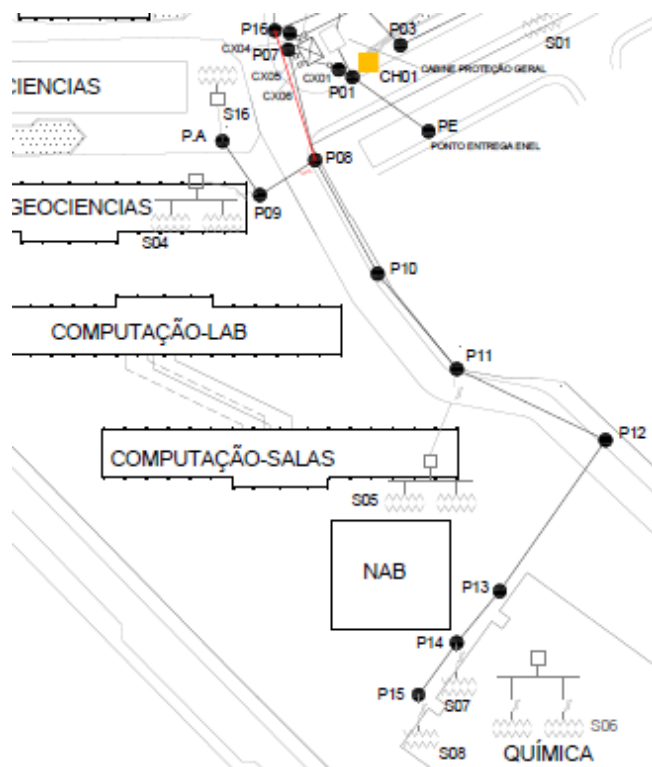 P16
P03
CX04
P07
S01
CABINE PROTEÇÃO GERAL
CX05
CX01
P01
CH01
CIENCIAS
CX06
S16
P.A
PE
PONTO ENTREGA ENEL
P08
P09
GEOCIENCIAS
S04
P10
COMPUTAÇÃO-LAB
P11
P12
COMPUTAÇÃO-SALAS
S05
NAB
P13
P14
P15
S07
S06
S08
QUÍMICA